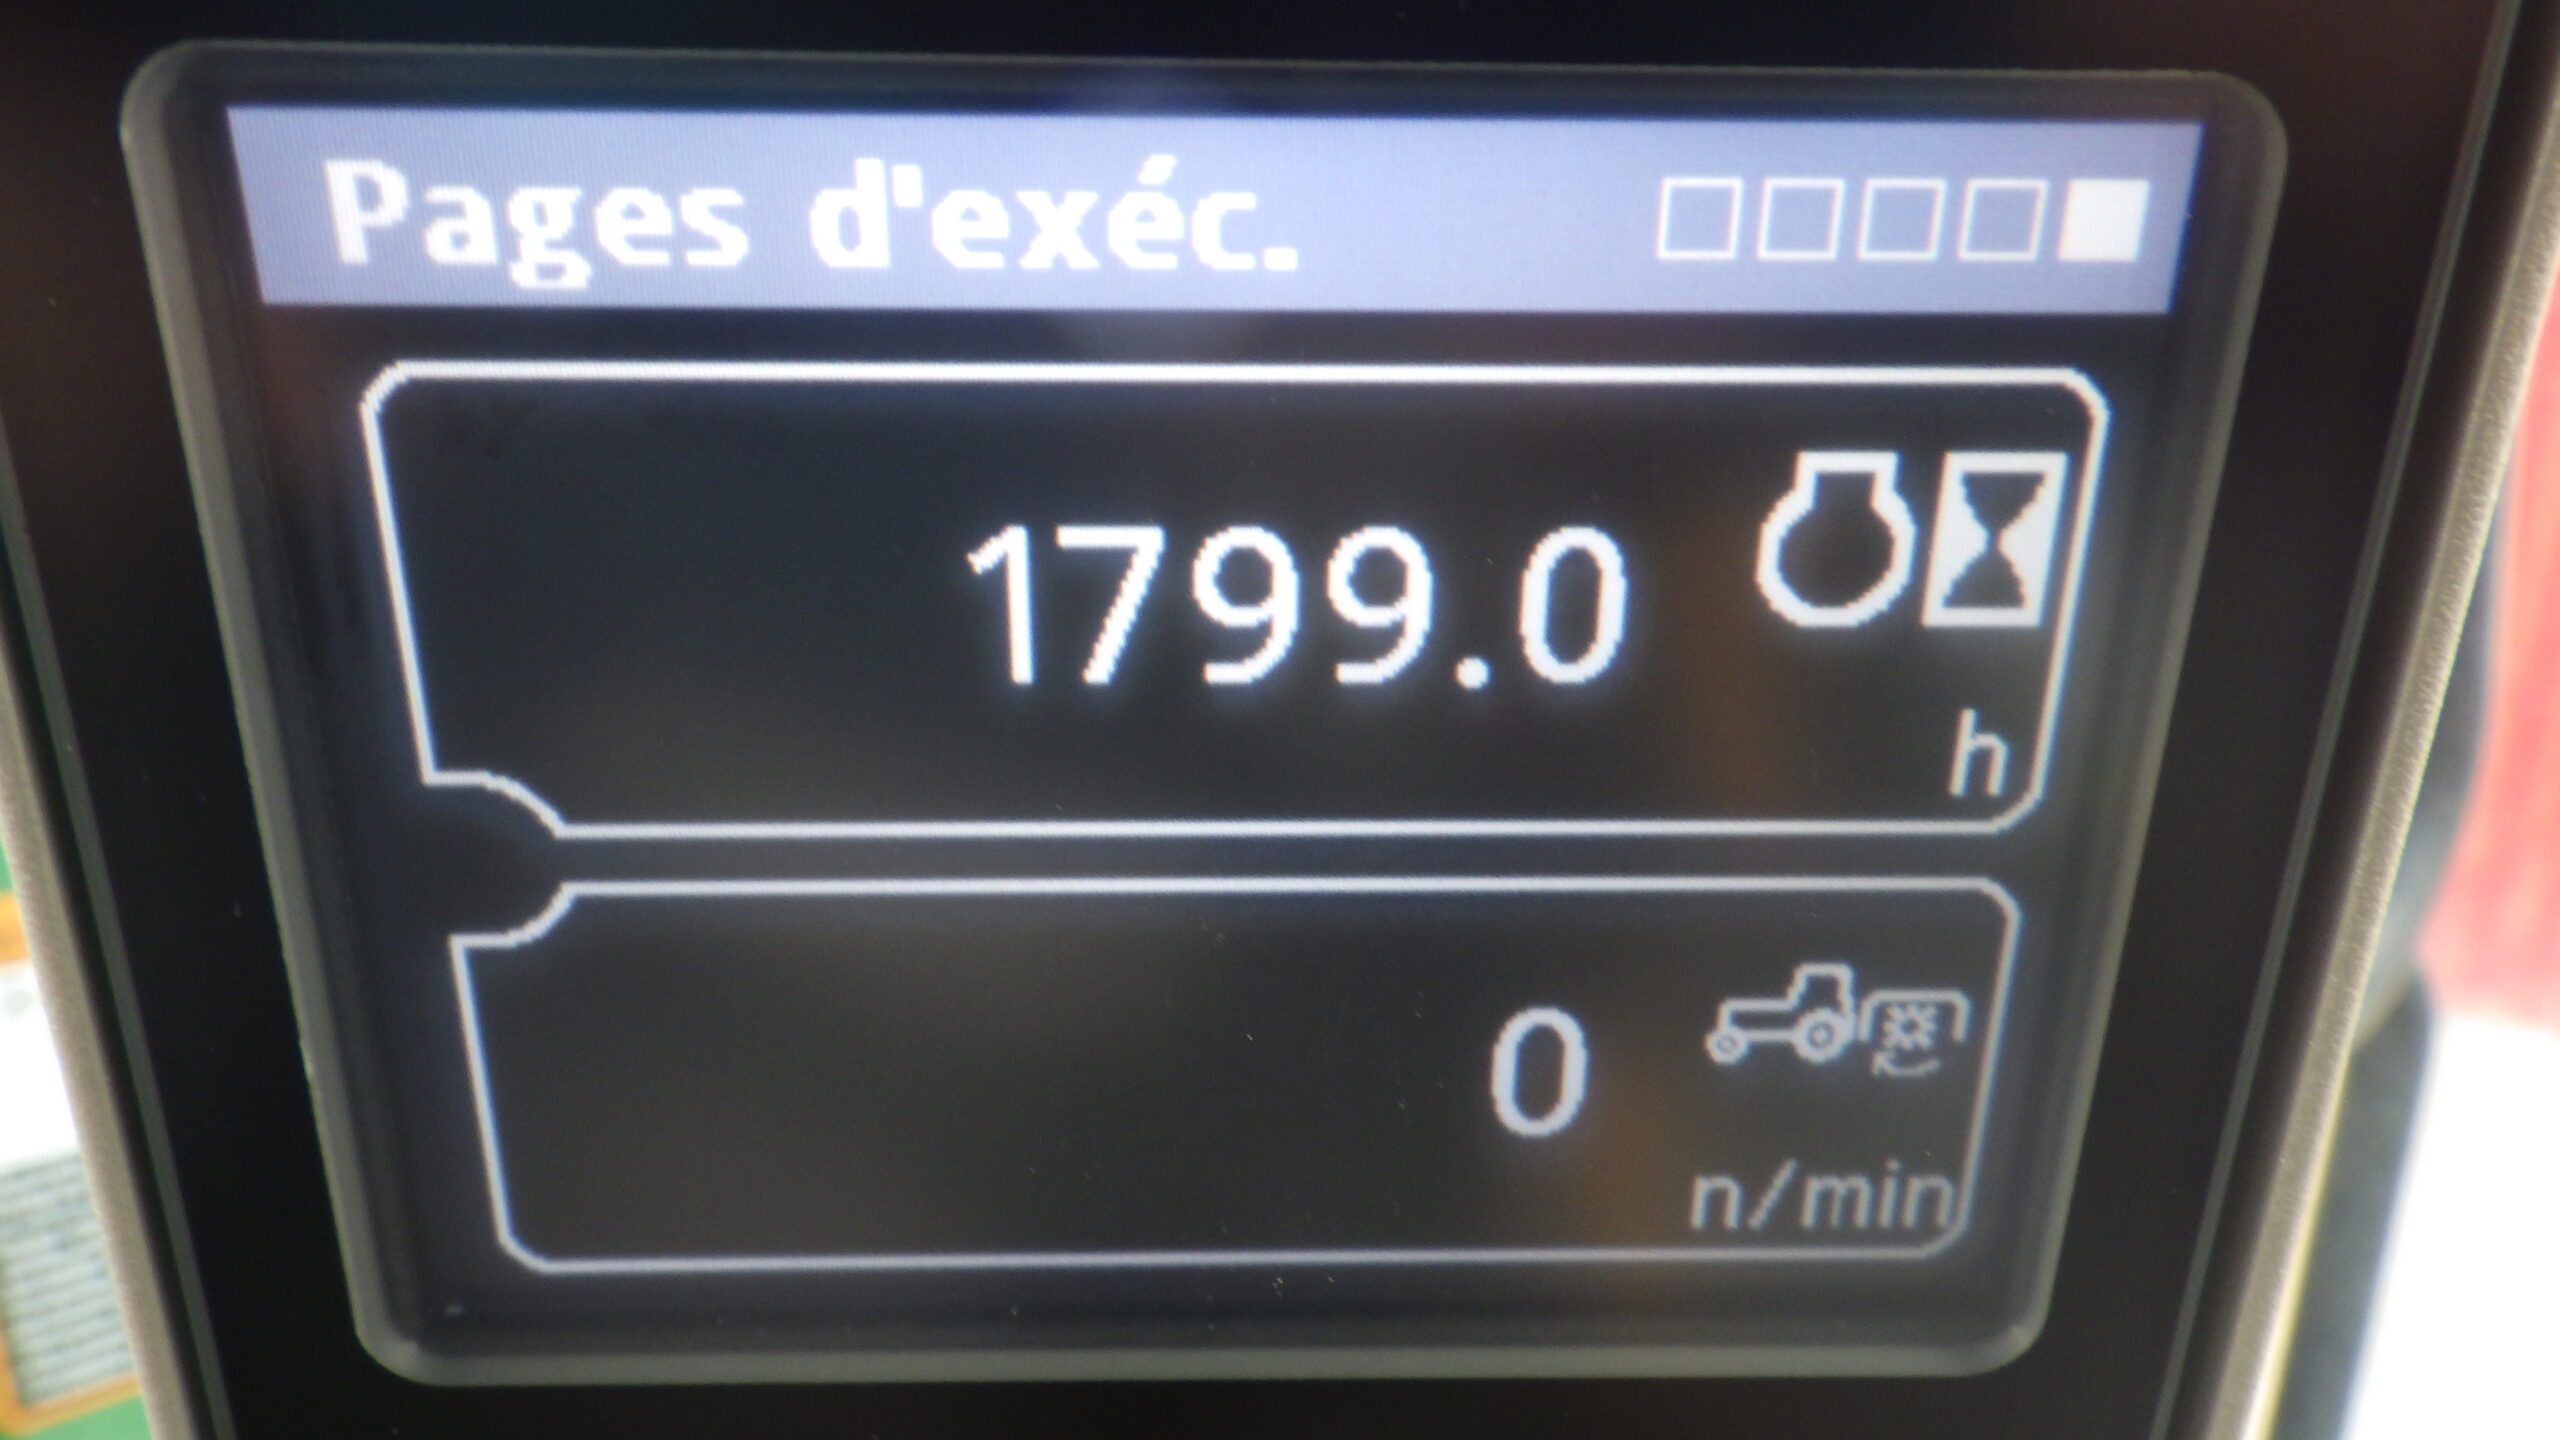 Pages d'exéc.
1799.0
h
0
n/min